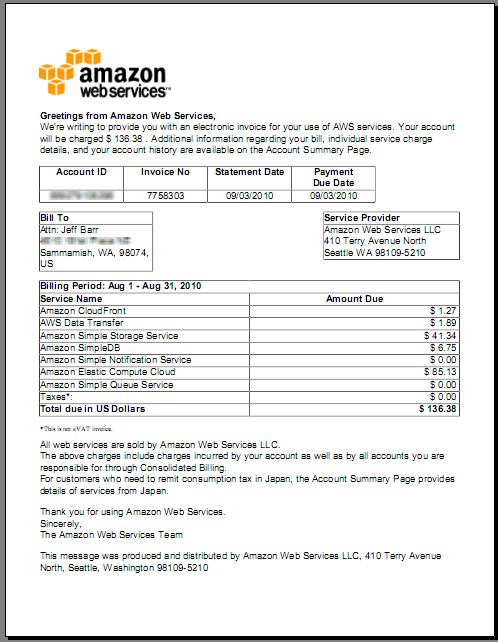 amazon
webservices™
Greetings from Amazon Web Services,
We're writing to provide you with an electronic invoice for your use of AWS services. Your account
will be charged $ 136.38 . Additional information regarding your bill, individual service charge
details, and your account history are available on the Account Summary Page.
Account ID Invoice No Statement Date Payment
Due Date
7758303 09/03/2010 09/03/2010
Bill To Service Provider
Attn: Jeff Barr Amazon Web Services LLC
410 Terry Avenue North
Sammamish, WA, 98074, Seattle WA 98109-5210
US
Billing Period: Aug 1 - Aug 31, 2010
Service Name Amount Due
Amazon CloudFront $ 1.27
AWS Data Transfer $ 1.89
Amazon Simple Storage Service $ 41.34
Amazon SimpleDB $ 6.75
Amazon Simple Notification Service $ 0.00
Amazon Elastic Compute Cloud $ 85.13
Amazon Simple Queue Service $ 0.00
Taxes*: $ 0.00
Total due in US Dollars $ 136.38
* This is not a VAT invoice.
All web services are sold by Amazon Web Services LLC.
The above charges include charges incurred by your account as well as by all accounts you are
responsible for through Consolidated Billing.
For customers who need to remit consumption tax in Japan, the Account Summary Page provides
details of services from Japan.
Thank you for using Amazon Web Services.
Sincerely,
The Amazon Web Services Team
This message was produced and distributed by Amazon Web Services LLC, 410 Terry Avenue
North, Seattle, Washington 98109-5210